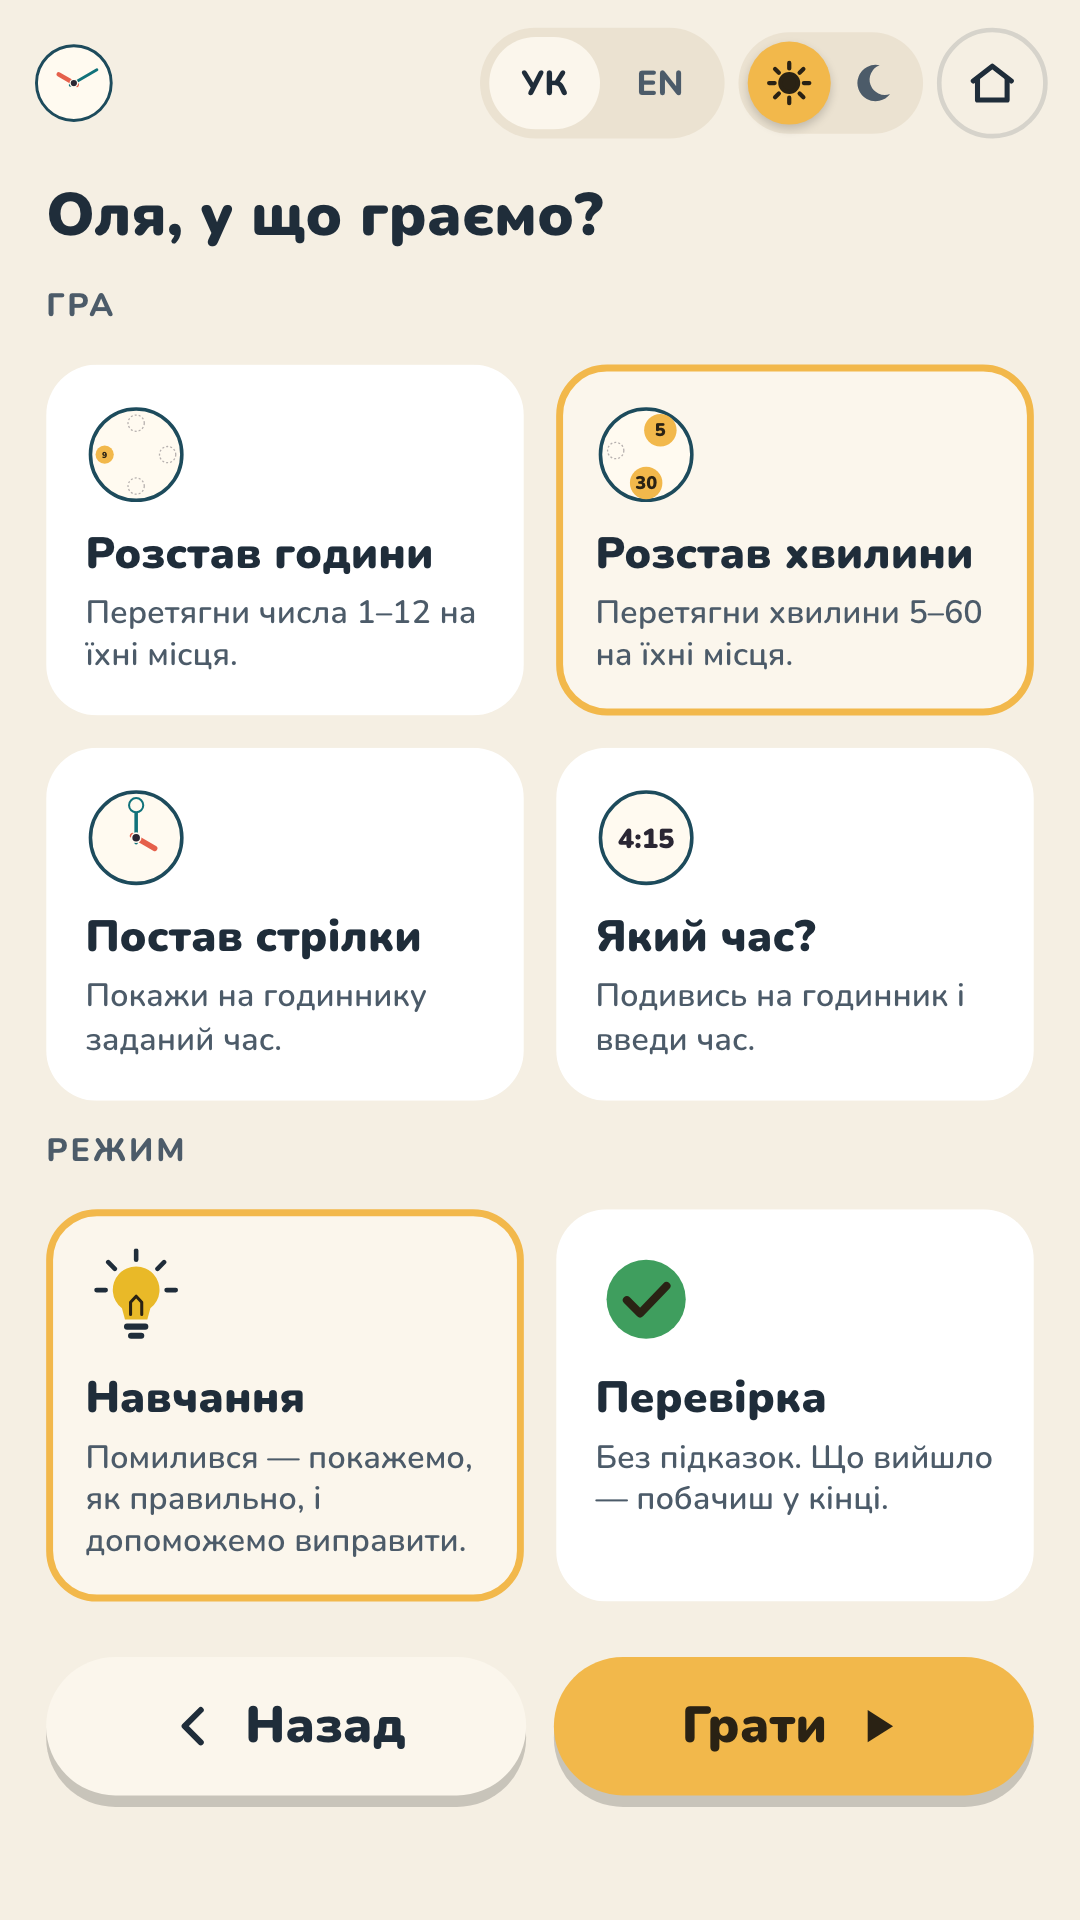 УК EN
Оля, у що граємо?
ГРА
9
5
30
Розстав години
Перетягни числа 1–12 на
їхні місця.
Розстав хвилини
Перетягни хвилини 5–60
на їхні місця.
4:15
Постав стрілки
Покажи на годиннику
заданий час.
Який час?
Подивись на годинник і
введи час.
РЕЖИМ
Навчання
Помилився — покажемо,
як правильно, і
допоможемо виправити.
Перевірка
Без підказок. Що вийшло
— побачиш у кінці.
Назад
Грати